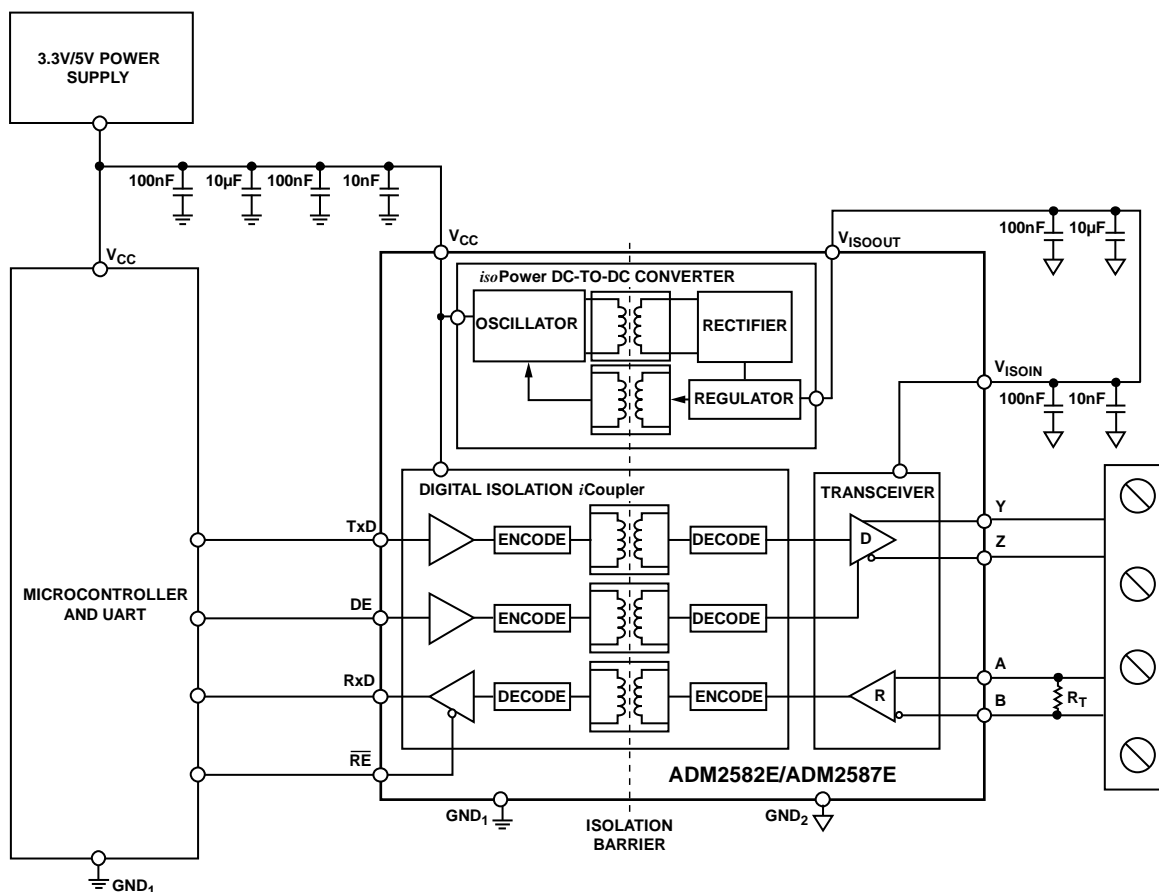 3.3V/5V POWER
SUPPLY
100nF
10µF
100nF
10nF
VCC
VCC
VISOOUT
100nF
10µF
isoPower DC-TO-DC CONVERTER
OSCILLATOR
RECTIFIER
REGULATOR
VISOIN
100nF
10nF
DIGITAL ISOLATION iCoupler
TRANSCEIVER
MICROCONTROLLER
AND UART
TxD
ENCODE
DECODE
D
Y
Z
DE
ENCODE
DECODE
RxD
DECODE
ENCODE
R
A
B
RT
RE
ADM2582E/ADM2587E
GND1
ISOLATION
BARRIER
GND2
GND1